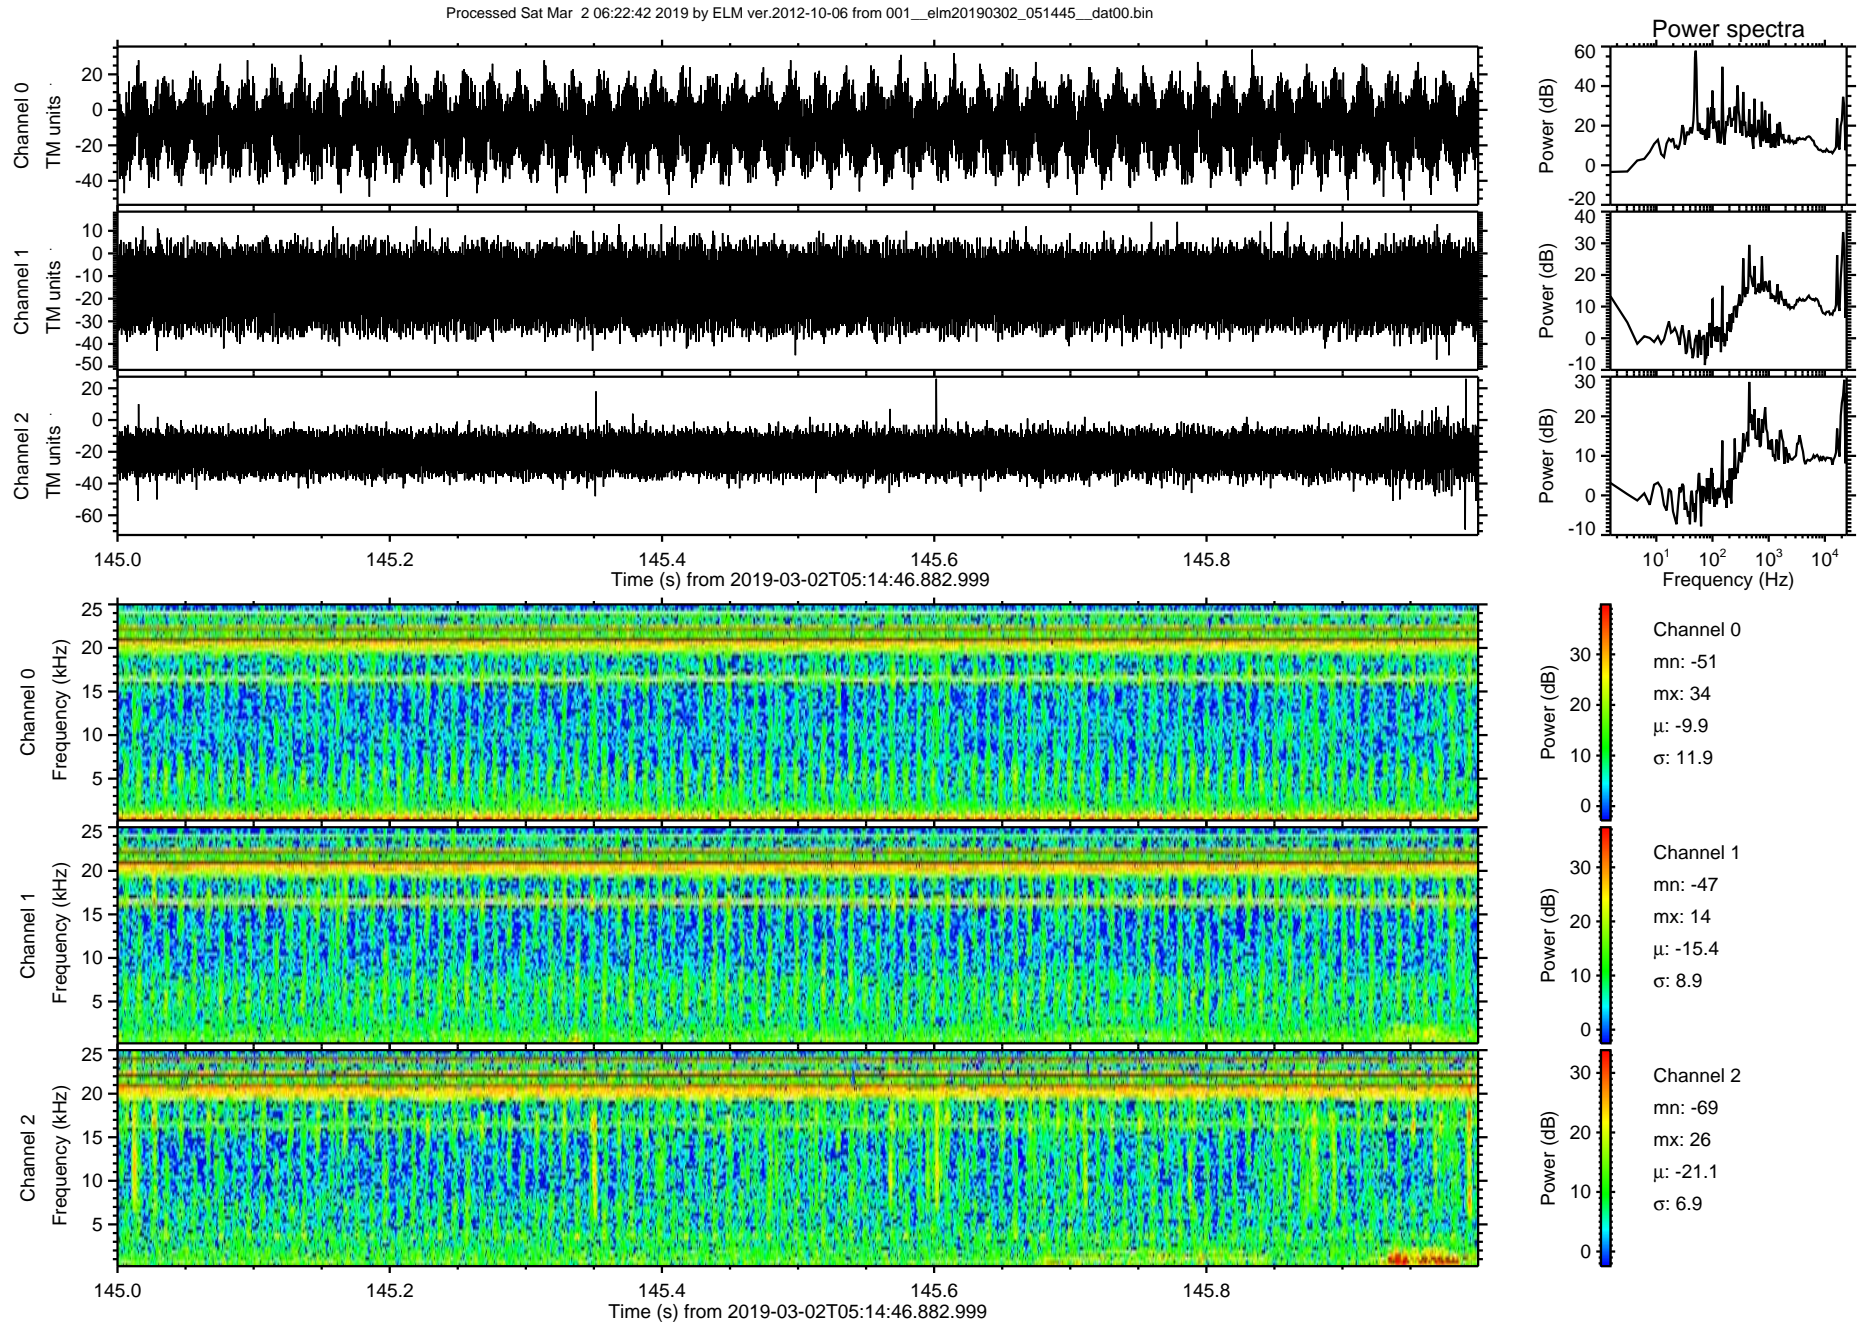 Processed Sat Mar 2 06:22:42 2019 by ELM ver.2012-10-06 from 001__elm20190302_051445__dat00.bin
Power spectra
Channel 0
TM units
20
0
-20
-40
Power (dB)
60
40
20
0
-20
Channel 1
TM units
10
0
-10
-20
-30
-40
-50
Power (dB)
40
30
20
10
0
-10
Channel 2
TM units
20
0
-20
-40
-60
Power (dB)
30
20
10
0
-10
145.0 145.2 145.4 145.6 145.8
Time (s) from 2019-03-02T05:14:46.882.999
10¹ 10² 10³ 10⁴
Frequency (Hz)
Channel 0
Frequency (kHz)
25
20
15
10
5
Power (dB)
30
20
10
0
Channel 0
mn: -51
mx: 34
μ: -9.9
σ: 11.9
Channel 1
Frequency (kHz)
25
20
15
10
5
Power (dB)
30
20
10
0
Channel 1
mn: -47
mx: 14
μ: -15.4
σ: 8.9
Channel 2
Frequency (kHz)
25
20
15
10
5
Power (dB)
30
20
10
0
Channel 2
mn: -69
mx: 26
μ: -21.1
σ: 6.9
145.0 145.2 145.4 145.6 145.8
Time (s) from 2019-03-02T05:14:46.882.999